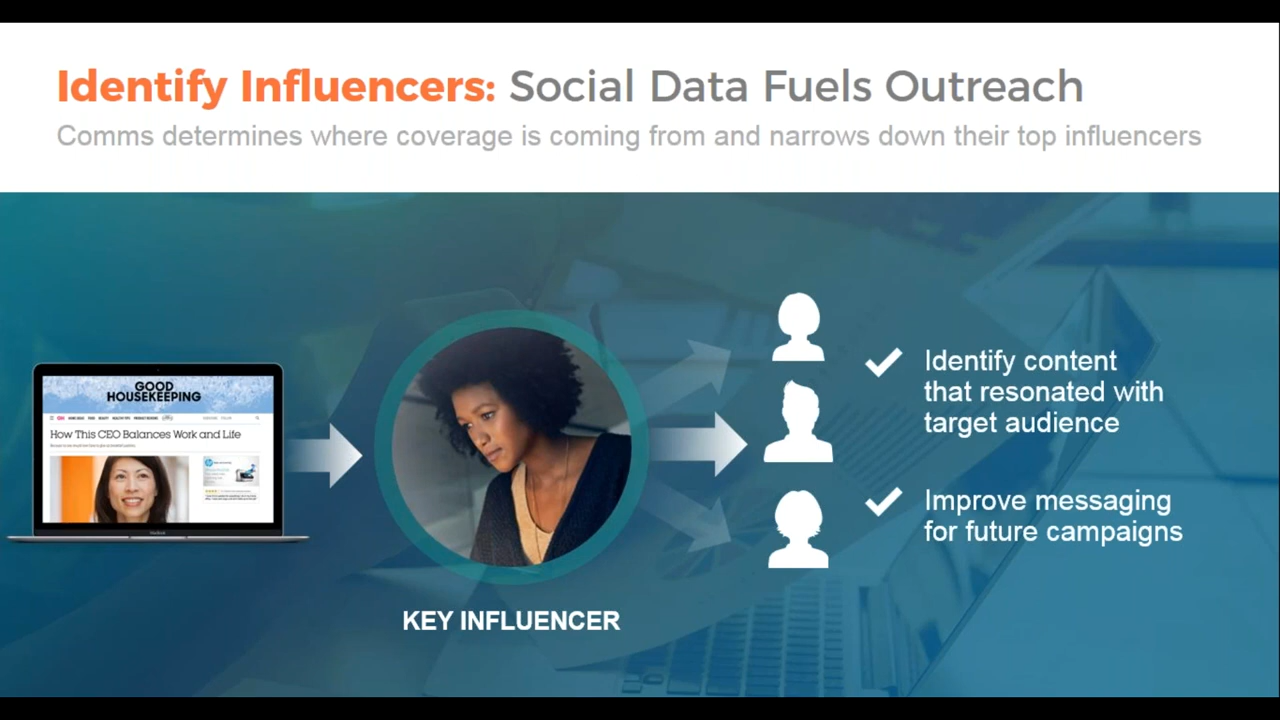 Identify Influencers: Social Data Fuels Outreach
Comms determines where coverage is coming from and narrows down their top influencers
GOOD
HOUSEKEEPING
How This CEO Balances Work and Life
Identify content
that resonated with
target audience
Improve messaging
for future campaigns
KEY INFLUENCER